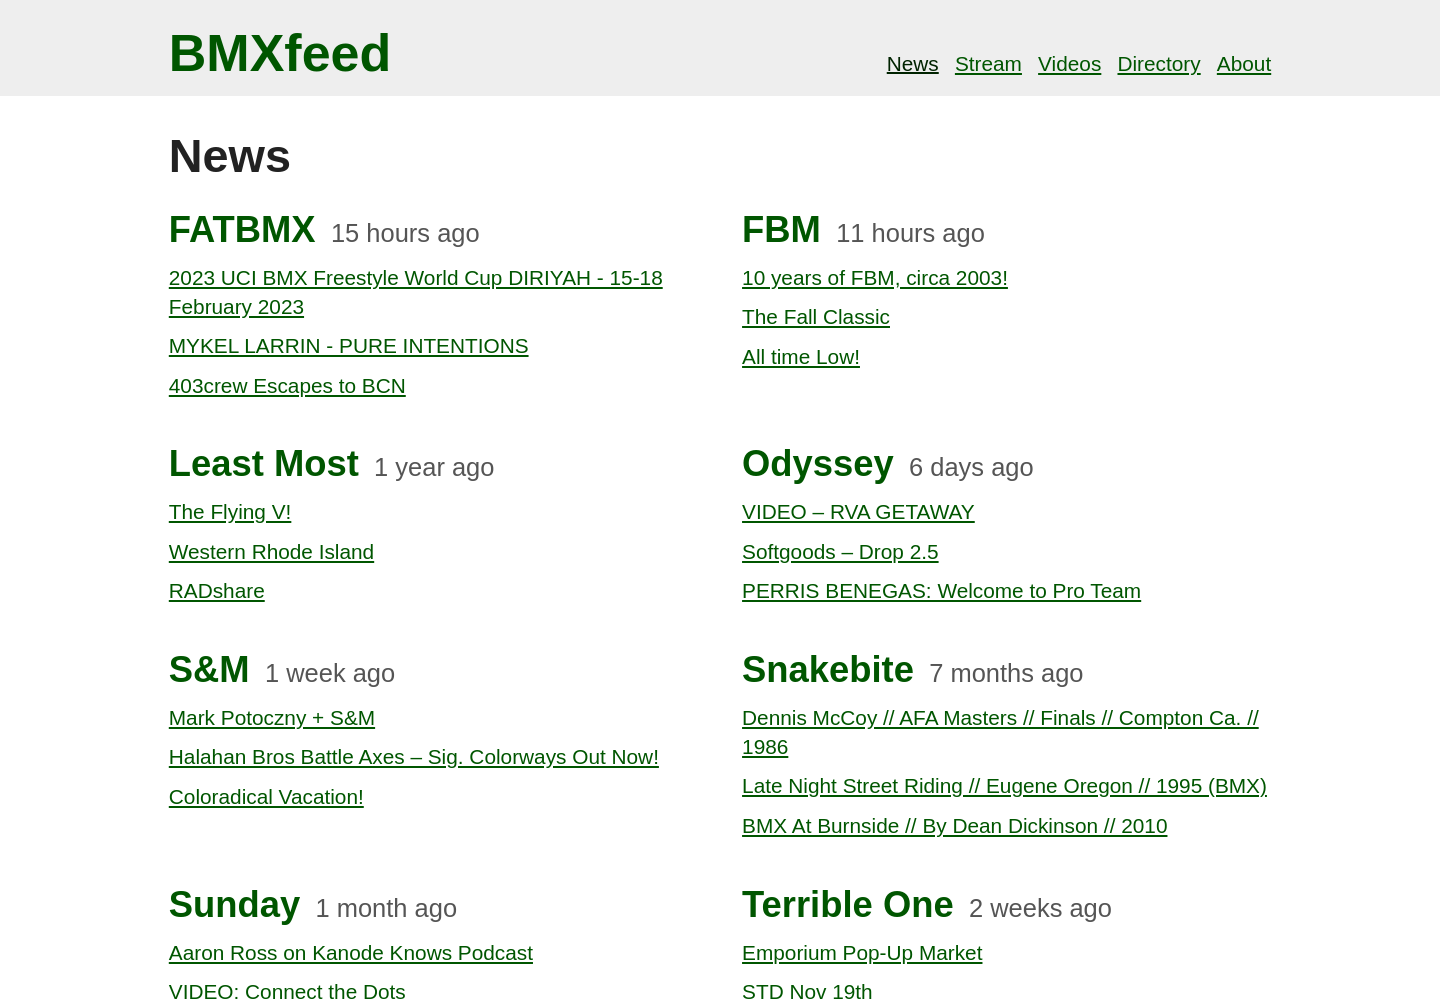 BMXfeed
News Stream Videos Directory About
News
FATBMX 15 hours ago
2023 UCI BMX Freestyle World Cup DIRIYAH - 15-18
February 2023
MYKEL LARRIN - PURE INTENTIONS
403crew Escapes to BCN
FBM 11 hours ago
10 years of FBM, circa 2003!
The Fall Classic
All time Low!
Least Most 1 year ago
The Flying V!
Western Rhode Island
RADshare
Odyssey 6 days ago
VIDEO – RVA GETAWAY
Softgoods – Drop 2.5
PERRIS BENEGAS: Welcome to Pro Team
S&M 1 week ago
Mark Potoczny + S&M
Halahan Bros Battle Axes – Sig. Colorways Out Now!
Coloradical Vacation!
Snakebite 7 months ago
Dennis McCoy // AFA Masters // Finals // Compton Ca. //
1986
Late Night Street Riding // Eugene Oregon // 1995 (BMX)
BMX At Burnside // By Dean Dickinson // 2010
Sunday 1 month ago
Aaron Ross on Kanode Knows Podcast
VIDEO: Connect the Dots
Terrible One 2 weeks ago
Emporium Pop-Up Market
STD Nov 19th